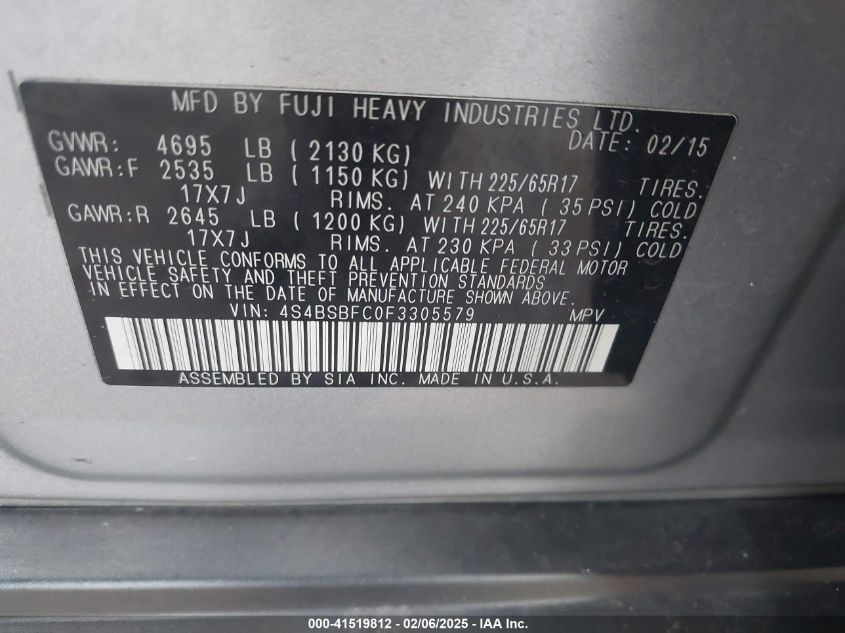 MFD BY FUJI HEAVY INDUSTRIES LTD.
DATE: 02/15
GVWR: 4695 LB ( 2130 KG)
GAWR:F 2535 LB ( 1150 KG) WITH 225/65R17 TIRES.
17X7J RIMS. AT 240 KPA ( 35 PSI) COLD
GAWR:R 2645 LB ( 1200 KG) WITH 225/65R17 TIRES.
17X7J RIMS. AT 230 KPA ( 33 PSI) COLD
THIS VEHICLE CONFORMS TO ALL APPLICABLE FEDERAL MOTOR
VEHICLE SAFETY AND THEFT PREVENTION STANDARDS
IN EFFECT ON THE DATE OF MANUFACTURE SHOWN ABOVE.
VIN: 4S4BSBFC0F3305579 MPV
ASSEMBLED BY SIA INC. MADE IN U.S.A.
000-41519812 - 02/06/2025 - IAA Inc.